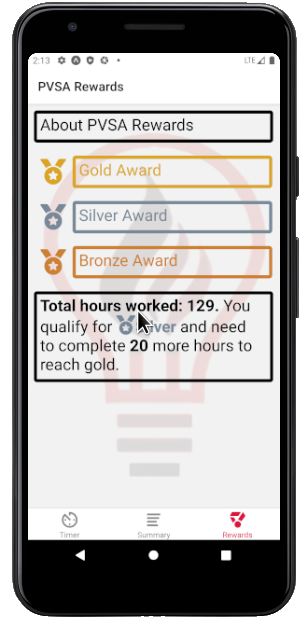 2:13 LTE
PVSA Rewards
About PVSA Rewards
Gold Award
Silver Award
Bronze Award
Total hours worked: 129. You
qualify for Silver and need
to complete 20 more hours to
reach gold.
Timer Summary Rewards